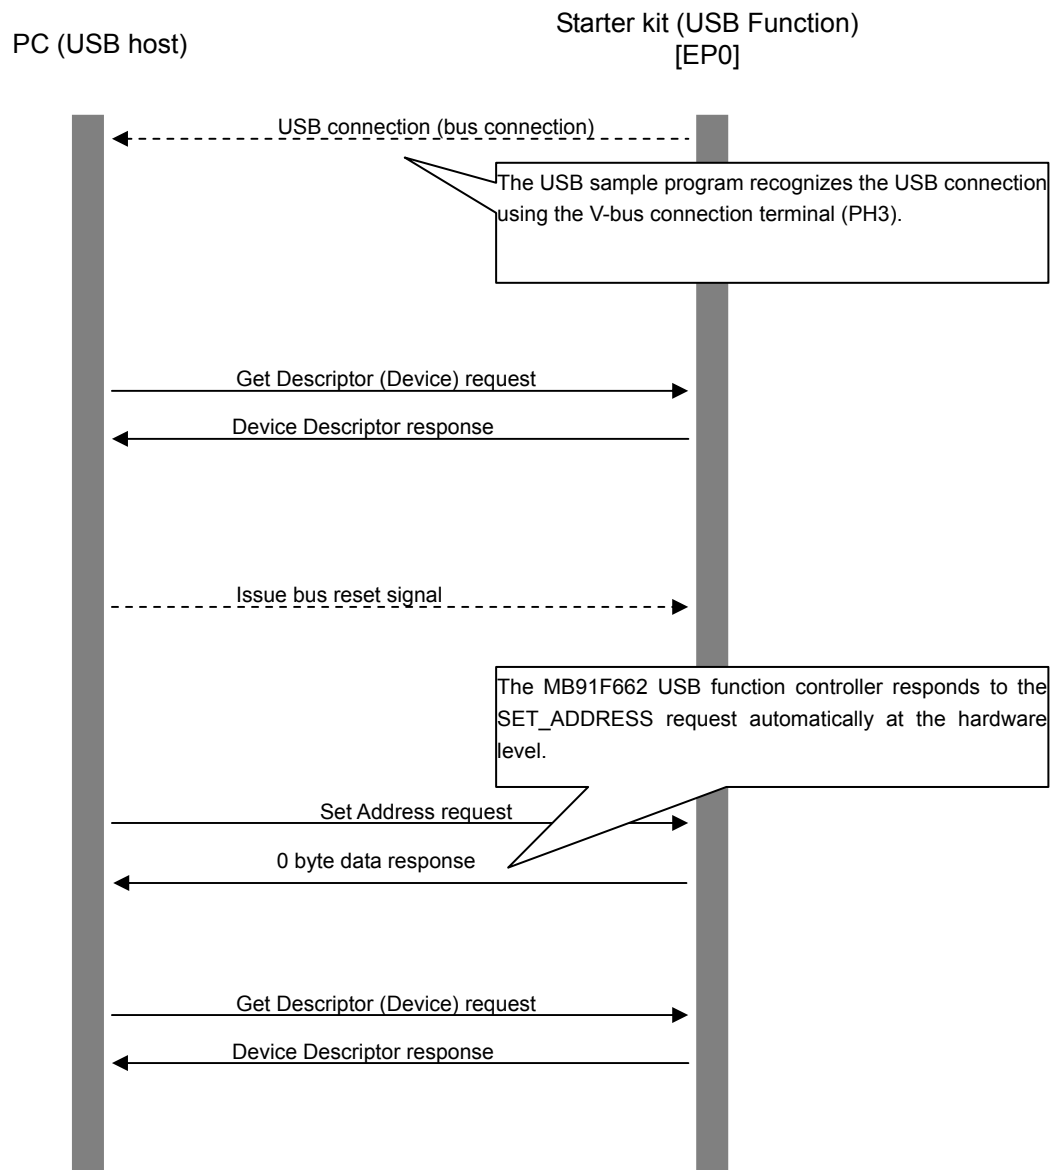 Starter kit (USB Function)
PC (USB host)
[EP0]
USB connection (bus connection)
The USB sample program recognizes the USB connection
using the V-bus connection terminal (PH3).
Get Descriptor (Device) request
Device Descriptor response
Issue bus reset signal
The MB91F662 USB function controller responds to the
SET_ADDRESS request automatically at the hardware
level.
Set Address request
0 byte data response
Get Descriptor (Device) request
Device Descriptor response